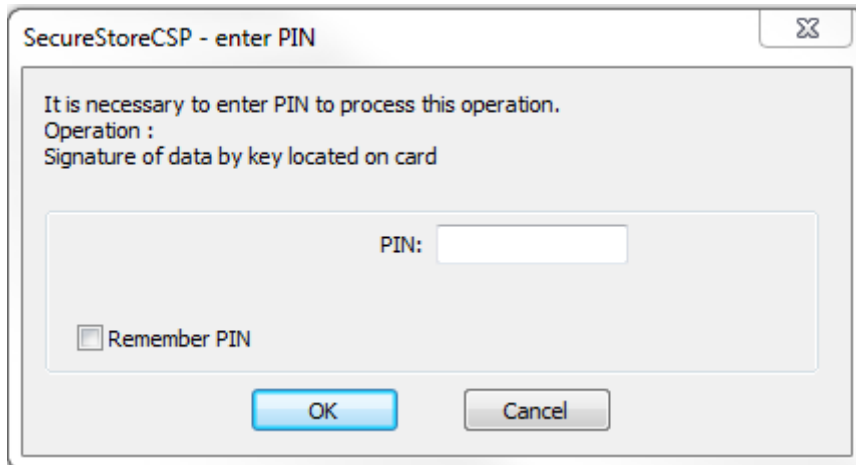 SecureStoreCSP - enter PIN
It is necessary to enter PIN to process this operation.
Operation :
Signature of data by key located on card
PIN:
Remember PIN
OK
Cancel